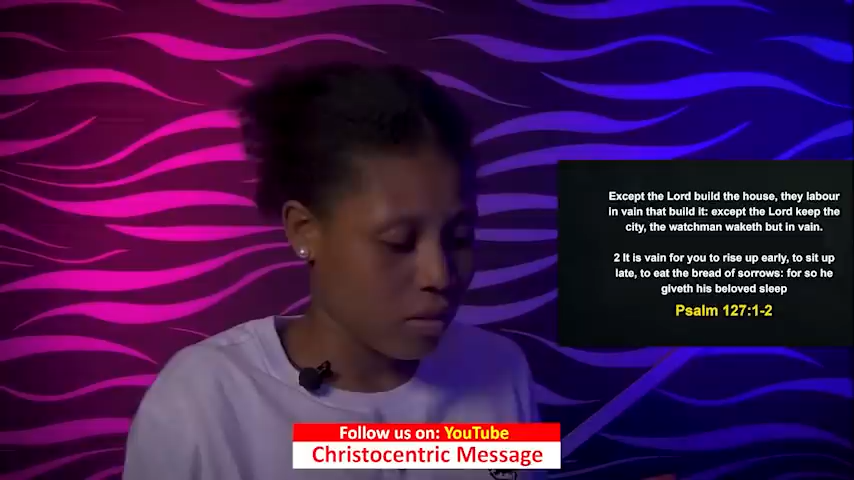 Except the Lord build the house, they labour
in vain that build it: except the Lord keep the
city, the watchman waketh but in vain.
2 It is vain for you to rise up early, to sit up
late, to eat the bread of sorrows: for so he
giveth his beloved sleep
Psalm 127:1-2
Follow us on: YouTube
Christocentric Message